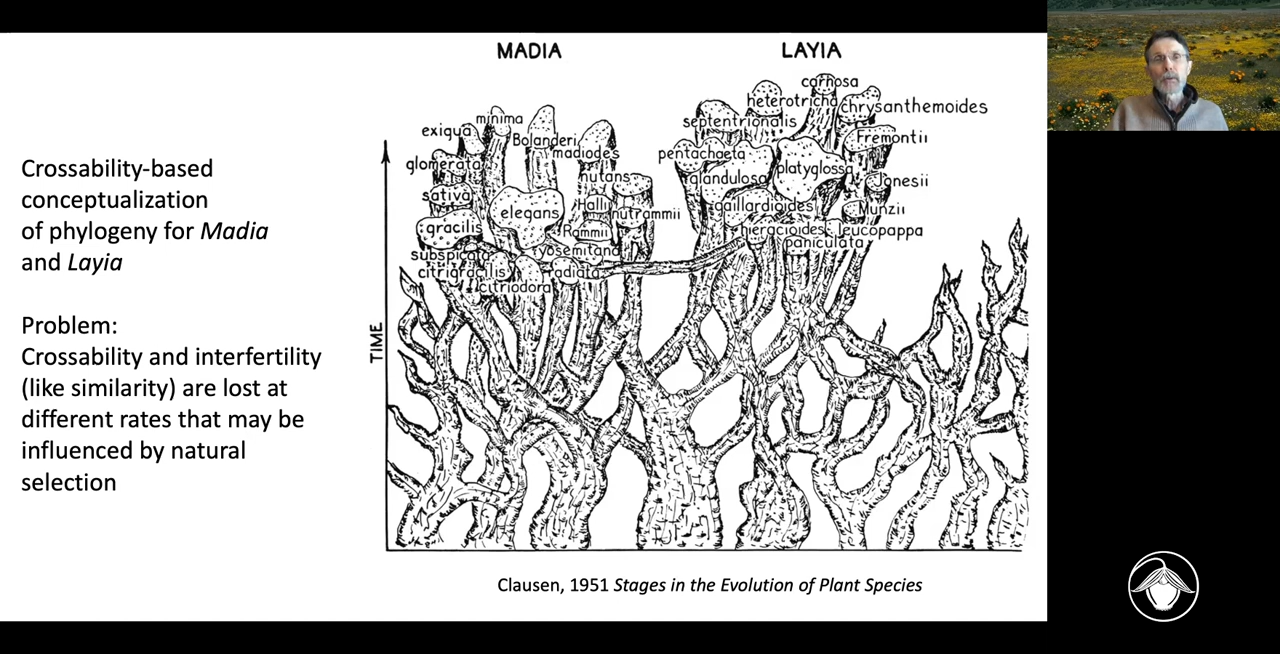 MADIA
LAYIA
Crossability-based
conceptualization
of phylogeny for Madia
and Layia
Problem:
Crossability and interfertility
(like similarity) are lost at
different rates that may be
influenced by natural
selection
TIME
exigua
minima
Bolanderi
madiodes
glomerata
nutans
sativa
elegans
Halli
nutrammii
gracilis
Rammii
yosemitana
subspicata
citrigracilis
radiata
citriodora
carnosa
heterotricha
chrysanthemoides
septentrionalis
Fremontii
pentachaeta
platyglossa
glandulosa
Jonesii
gaillardioides
Munzii
hieracioides
leucopappa
paniculata
Clausen, 1951 Stages in the Evolution of Plant Species